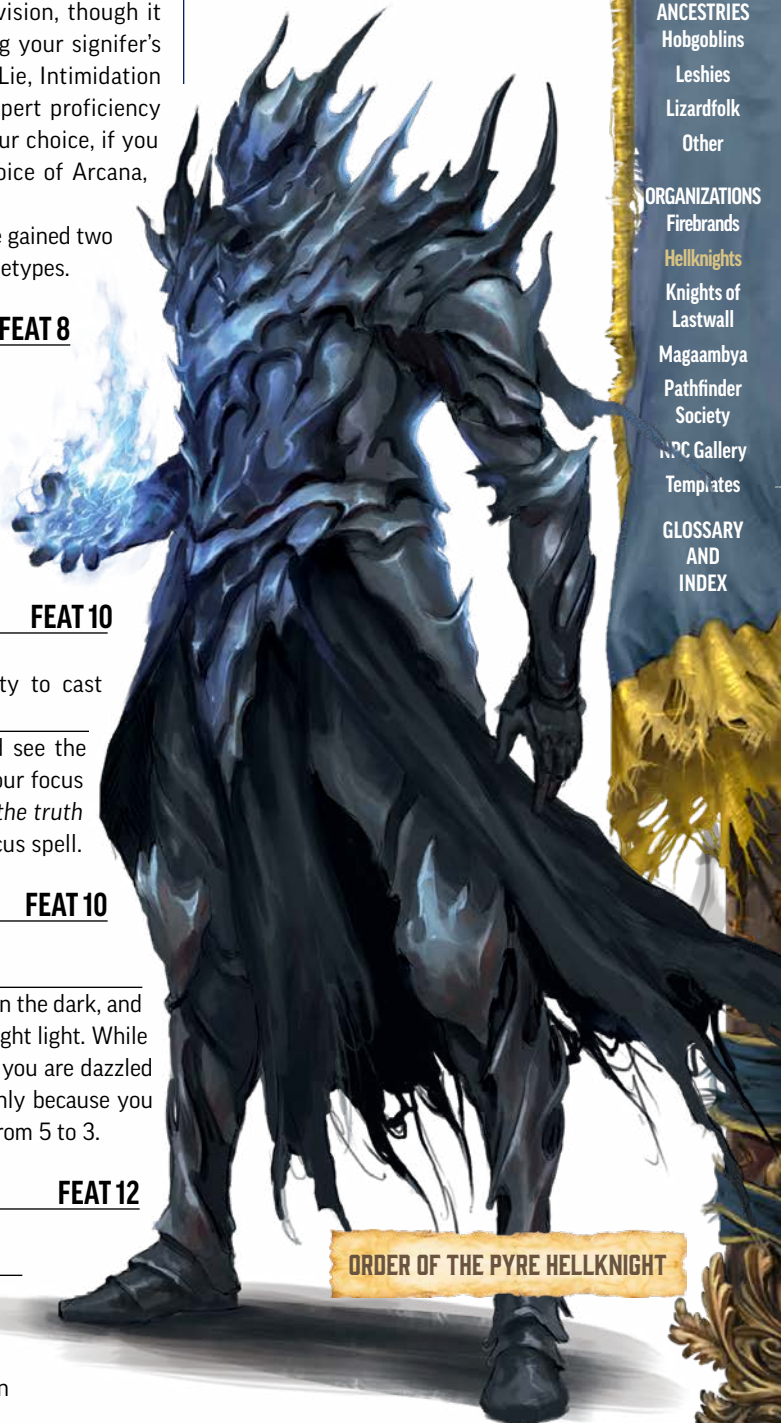 vision, though it
g your signifer's
Lie, Intimidation
pert proficiency
ur choice, if you
oice of Arcana,
e gained two
etypes.
FEAT 8
FEAT 10
ty to cast
l see the
our focus
the truth
cus spell.
FEAT 10
n the dark, and
ght light. While
you are dazzled
nly because you
rom 5 to 3.
FEAT 12
n
ORDER OF THE PYRE HELLKNIGHT
ANCESTRIES
Hobgoblins
Leshies
Lizardfolk
Other
ORGANIZATIONS
Firebrands
Hellknights
Knights of
Lastwall
Magaambya
Pathfinder
Society
NPC Gallery
Templates
GLOSSARY
AND
INDEX